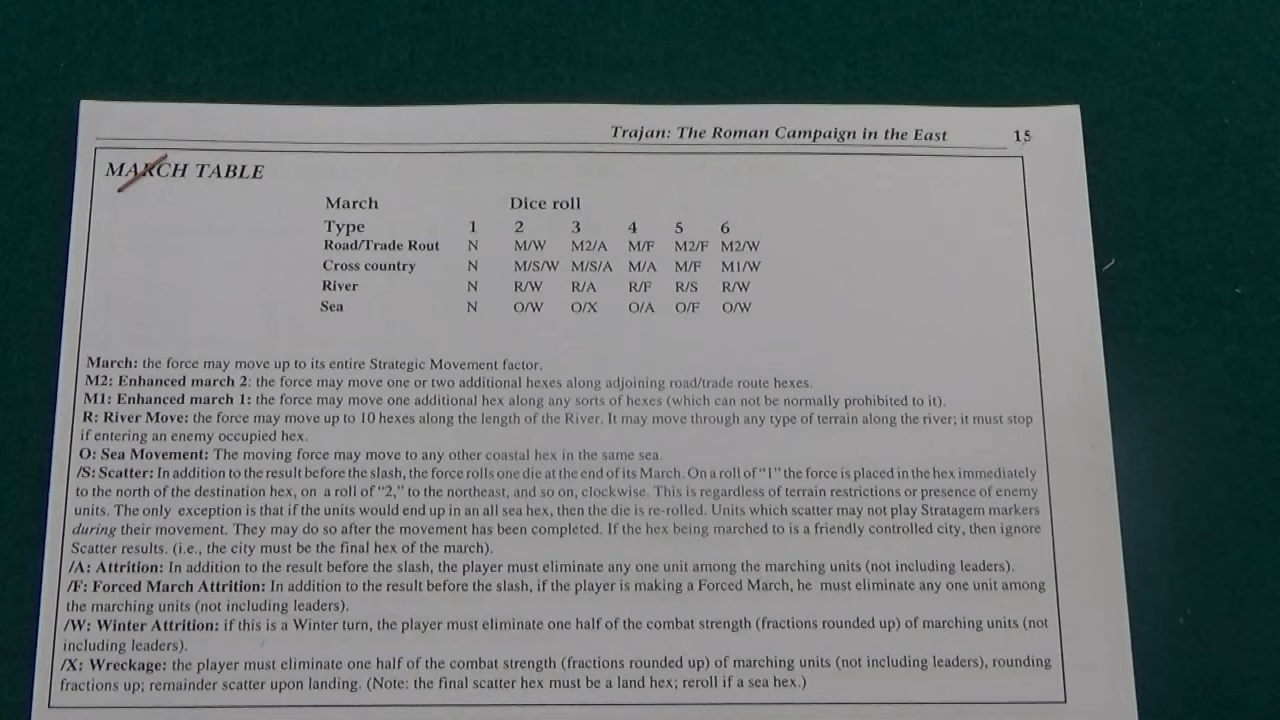 Trajan: The Roman Campaign in the East 15
MARCH TABLE
March Dice roll
Type 1 2 3 4 5 6
Road/Trade Rout N M/W M2/A M/F M2/F M2/W
Cross country N M/S/W M/S/A M/A M/F M1/W
River N R/W R/A R/F R/S R/W
Sea N O/W O/X O/A O/F O/W
March: the force may move up to its entire Strategic Movement factor.
M2: Enhanced march 2: the force may move one or two additional hexes along adjoining road/trade route hexes.
M1: Enhanced march 1: the force may move one additional hex along any sorts of hexes (which can not be normally prohibited to it).
R: River Move: the force may move up to 10 hexes along the length of the River. It may move through any type of terrain along the river; it must stop
if entering an enemy occupied hex.
O: Sea Movement: The moving force may move to any other coastal hex in the same sea.
/S: Scatter: In addition to the result before the slash, the force rolls one die at the end of its March. On a roll of "1" the force is placed in the hex immediately
to the north of the destination hex, on a roll of "2," to the northeast, and so on, clockwise. This is regardless of terrain restrictions or presence of enemy
units. The only exception is that if the units would end up in an all sea hex, then the die is re-rolled. Units which scatter may not play Stratagem markers
during their movement. They may do so after the movement has been completed. If the hex being marched to is a friendly controlled city, then ignore
Scatter results. (i.e., the city must be the final hex of the march).
/A: Attrition: In addition to the result before the slash, the player must eliminate any one unit among the marching units (not including leaders).
/F: Forced March Attrition: In addition to the result before the slash, if the player is making a Forced March, he must eliminate any one unit among
the marching units (not including leaders).
/W: Winter Attrition: if this is a Winter turn, the player must eliminate one half of the combat strength (fractions rounded up) of marching units (not
including leaders).
/X: Wreckage: the player must eliminate one half of the combat strength (fractions rounded up) of marching units (not including leaders), rounding
fractions up; remainder scatter upon landing. (Note: the final scatter hex must be a land hex; reroll if a sea hex.)